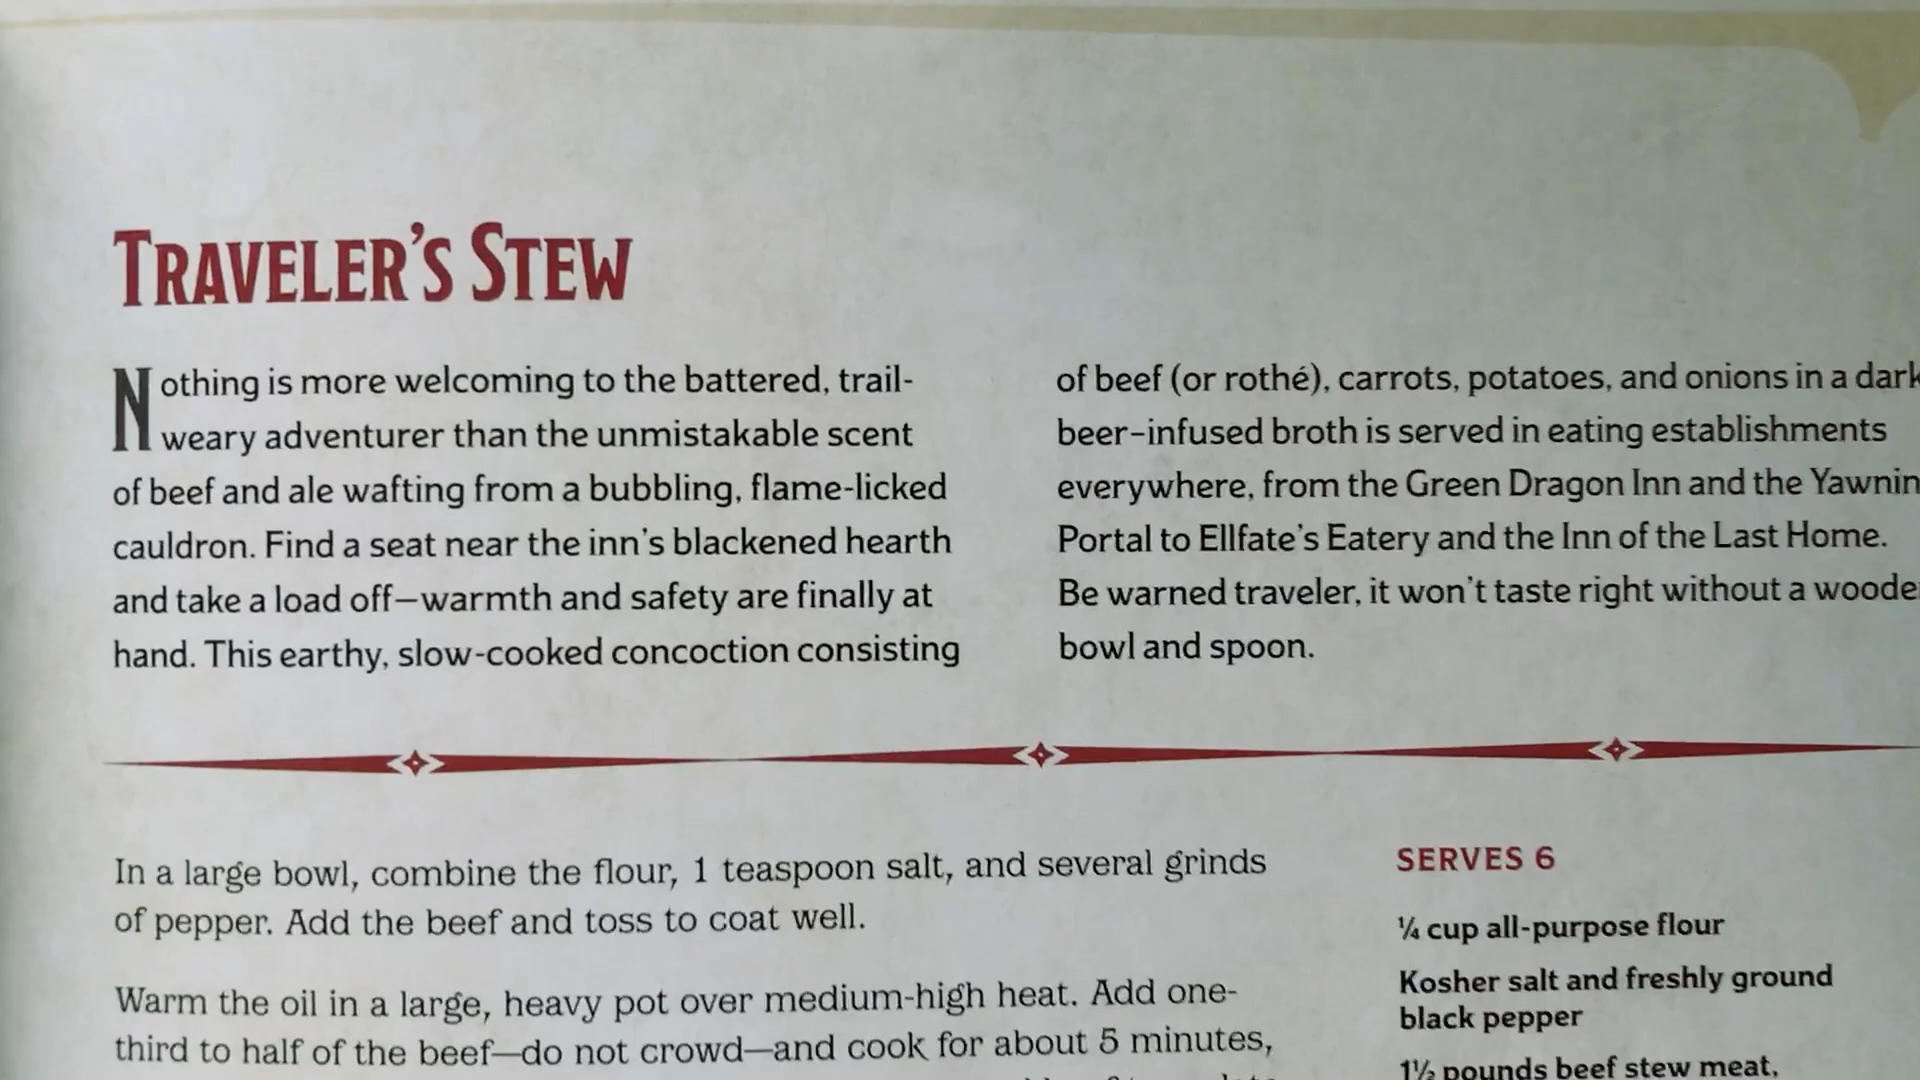 TRAVELER'S STEW
Nothing is more welcoming to the battered, trail-
weary adventurer than the unmistakable scent
of beef and ale wafting from a bubbling, flame-licked
cauldron. Find a seat near the inn's blackened hearth
and take a load off—warmth and safety are finally at
hand. This earthy, slow-cooked concoction consisting
of beef (or rothé), carrots, potatoes, and onions in a dark
beer-infused broth is served in eating establishments
everywhere, from the Green Dragon Inn and the Yawnin
Portal to Ellfate's Eatery and the Inn of the Last Home.
Be warned traveler, it won't taste right without a woode
bowl and spoon.
In a large bowl, combine the flour, 1 teaspoon salt, and several grinds
of pepper. Add the beef and toss to coat well.
Warm the oil in a large, heavy pot over medium-high heat. Add one-
third to half of the beef—do not crowd—and cook for about 5 minutes,
SERVES 6
¼ cup all-purpose flour
Kosher salt and freshly ground
black pepper
1½ pounds beef stew meat,